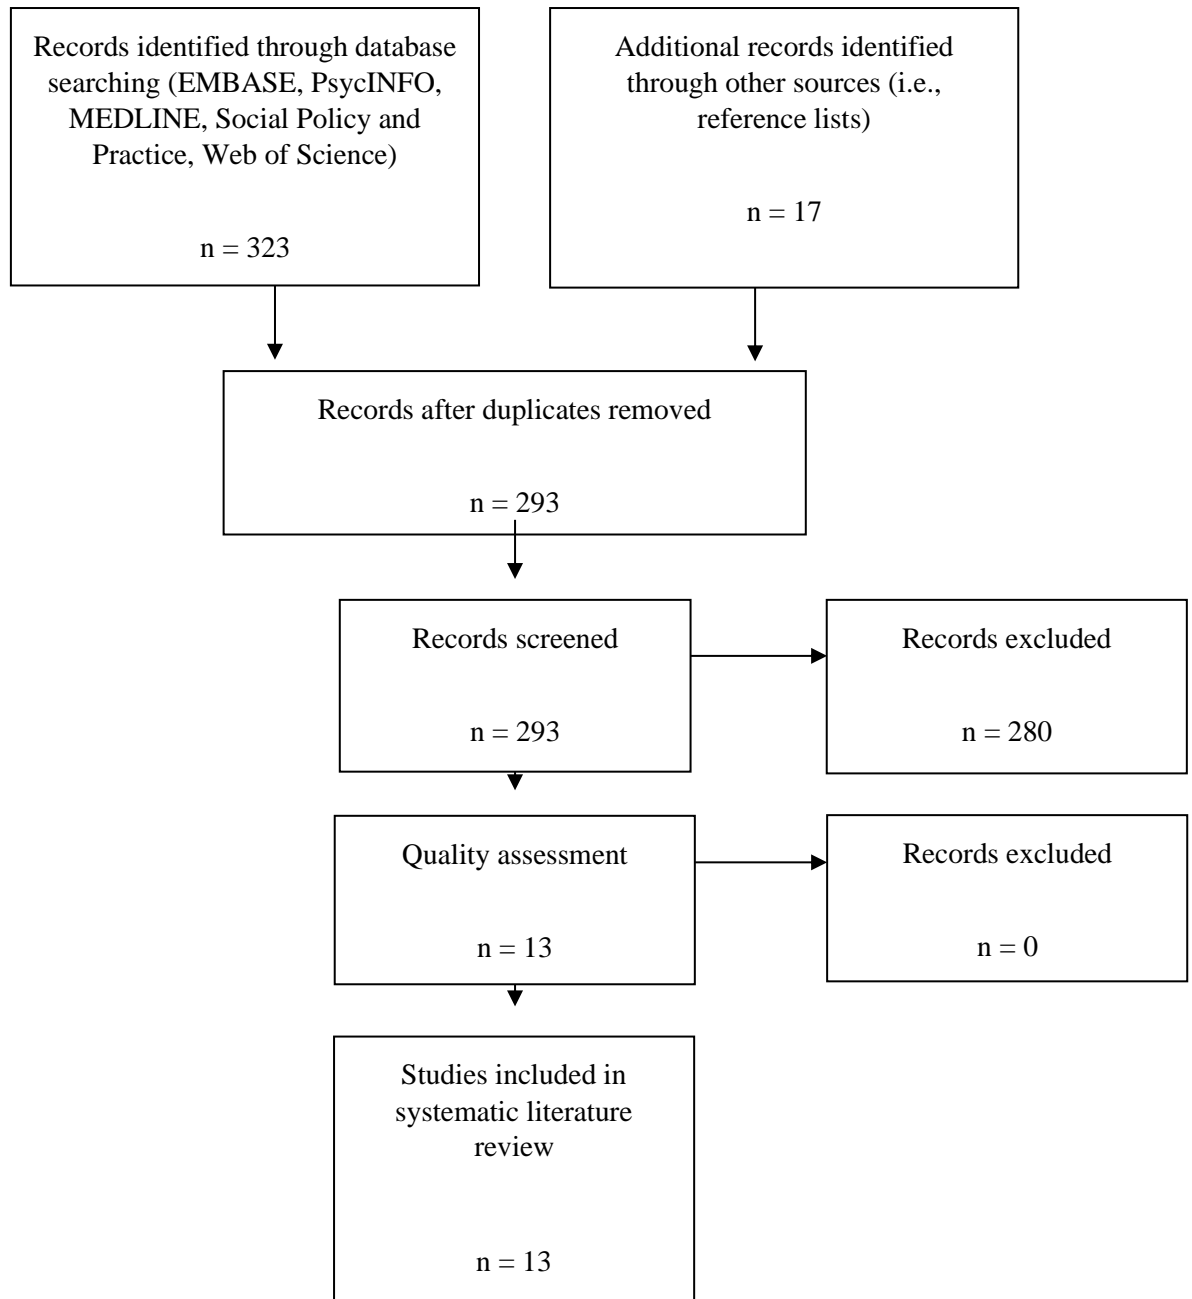 Records identified through database
searching (EMBASE, PsycINFO,
MEDLINE, Social Policy and
Practice, Web of Science)
n = 323
Additional records identified
through other sources (i.e.,
reference lists)
n = 17
Records after duplicates removed
n = 293
Records screened
n = 293
Records excluded
n = 280
Quality assessment
n = 13
Records excluded
n = 0
Studies included in
systematic literature
review
n = 13